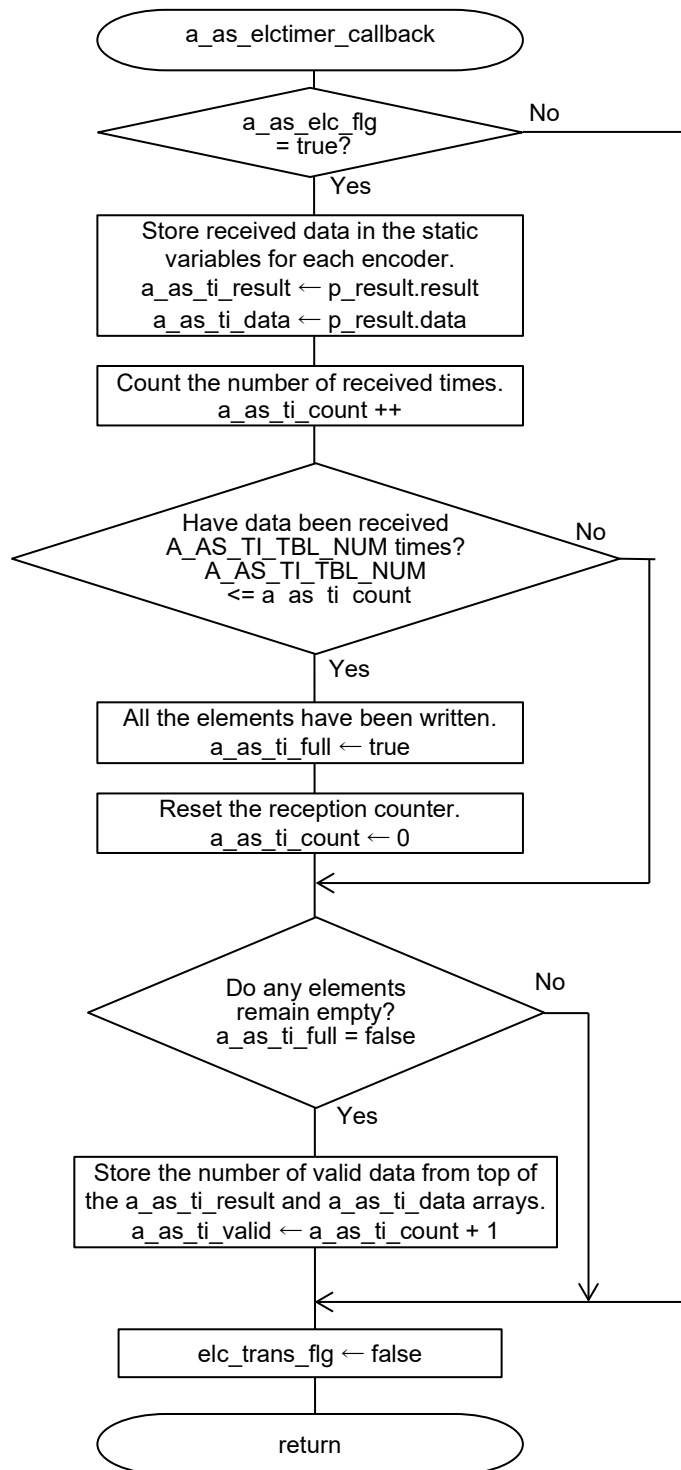 a_as_elctimer_callback
a_as_elc_flg
= true?
No
Yes
Store received data in the static
variables for each encoder.
a_as_ti_result ← p_result.result
a_as_ti_data ← p_result.data
Count the number of received times.
a_as_ti_count ++
Have data been received
A_AS_TI_TBL_NUM times?
A_AS_TI_TBL_NUM
<= a_as_ti_count
No
Yes
All the elements have been written.
a_as_ti_full ← true
Reset the reception counter.
a_as_ti_count ← 0
Do any elements
remain empty?
a_as_ti_full = false
No
Yes
Store the number of valid data from top of
the a_as_ti_result and a_as_ti_data arrays.
a_as_ti_valid ← a_as_ti_count + 1
elc_trans_flg ← false
return